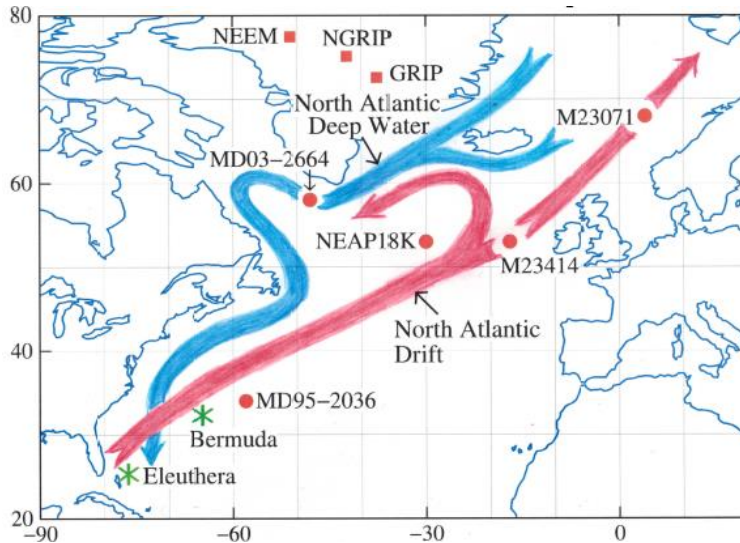 80
NEEM
NGRIP
GRIP
North Atlantic
Deep Water
M23071
MD03-2664
60
NEAP18K
M23414
North Atlantic
Drift
40
MD95-2036
Bermuda
Eleuthera
20
-90
-60
-30
0